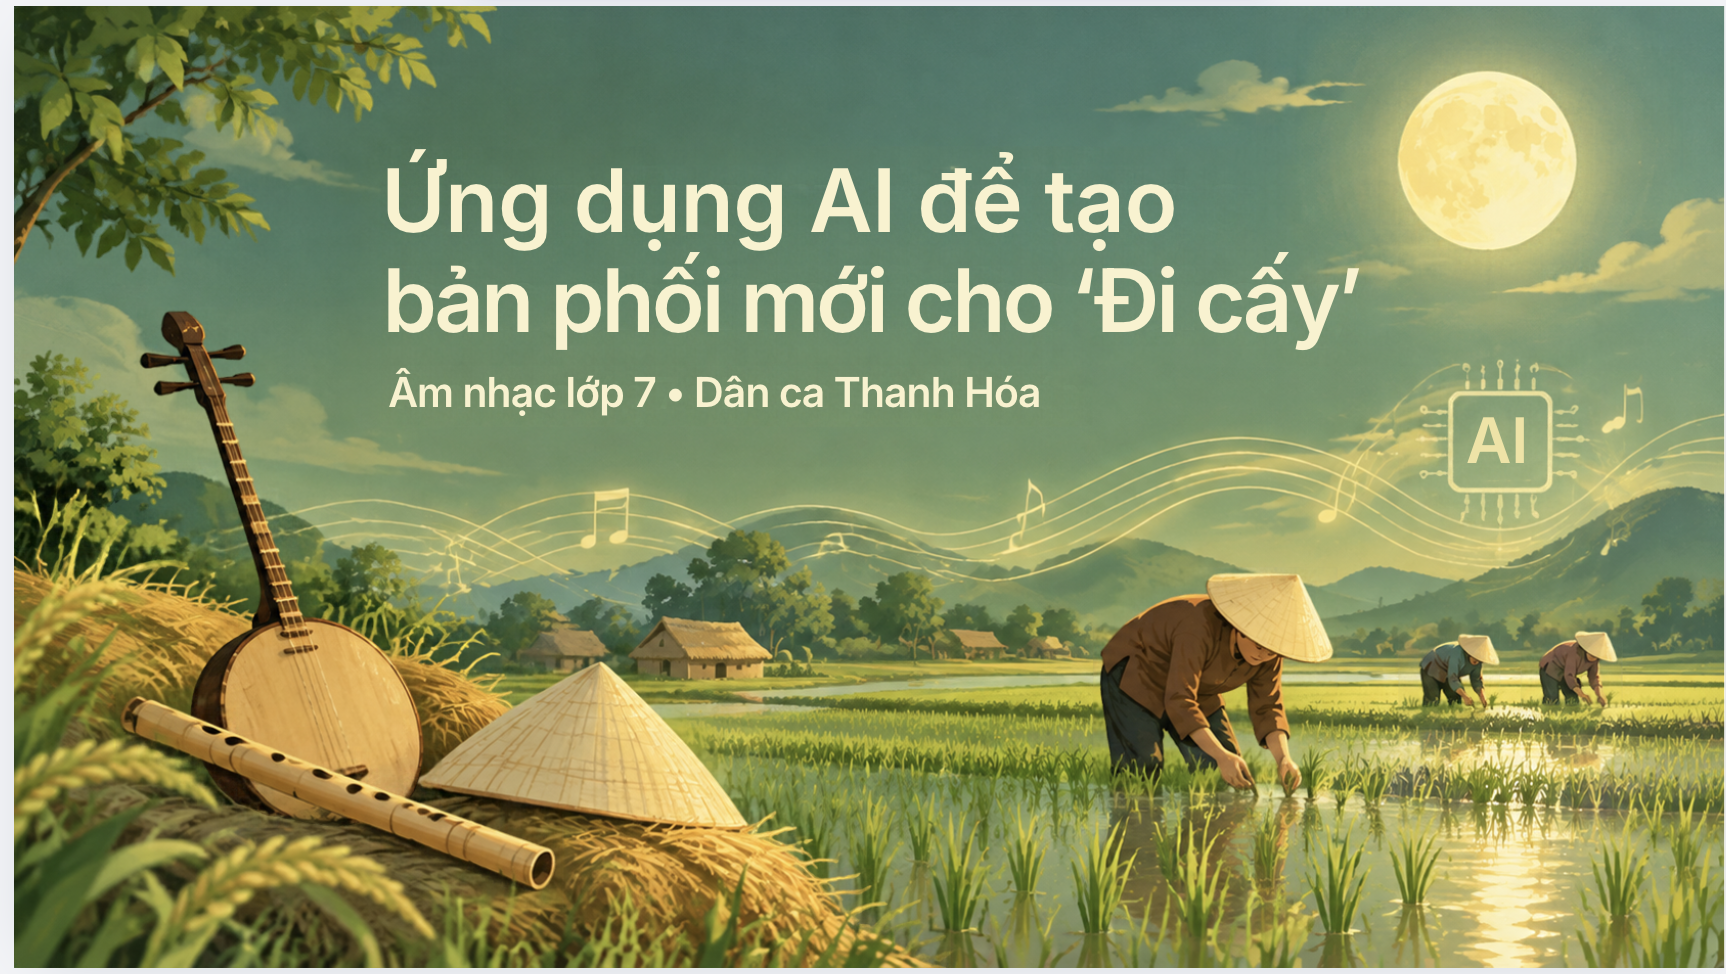 Ứng dụng AI để tạo
bản phối mới cho ‘Đi cấy’
Âm nhạc lớp 7 • Dân ca Thanh Hóa
AI